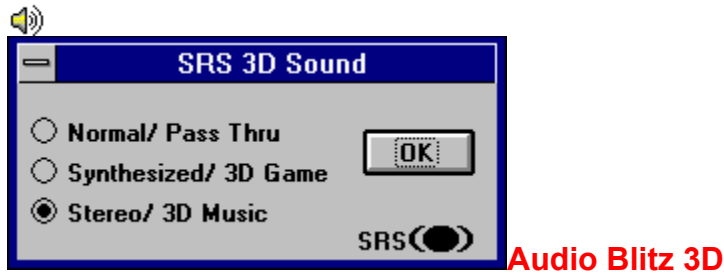 SRS 3D Sound
Normal/ Pass Thru
OK
Synthesized/ 3D Game
Stereo/ 3D Music
SRS
Audio Blitz 3D